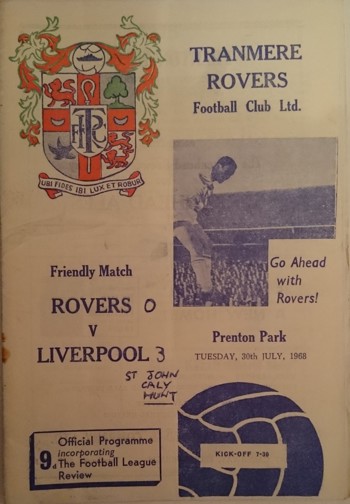 TRANMERE
ROVERS
Football Club Ltd.
UBI FIDES IBI LUX ET ROBUR
Go Ahead
with
Rovers!
Friendly Match
ROVERS 0
V
LIVERPOOL 3
ST JOHN
CALY
HUNT
Prenton Park
TUESDAY, 30th JULY, 1968
9d
Official Programme
incorporating
The Football League
Review
KICK-OFF 7-30